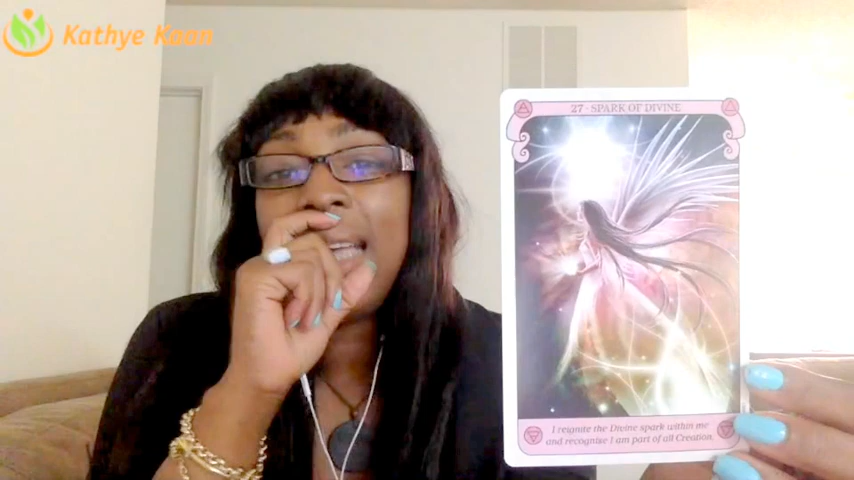 Kathye Kaan
27 · SPARK OF DIVINE
I reignite the Divine spark within me
and recognise I am part of all Creation.